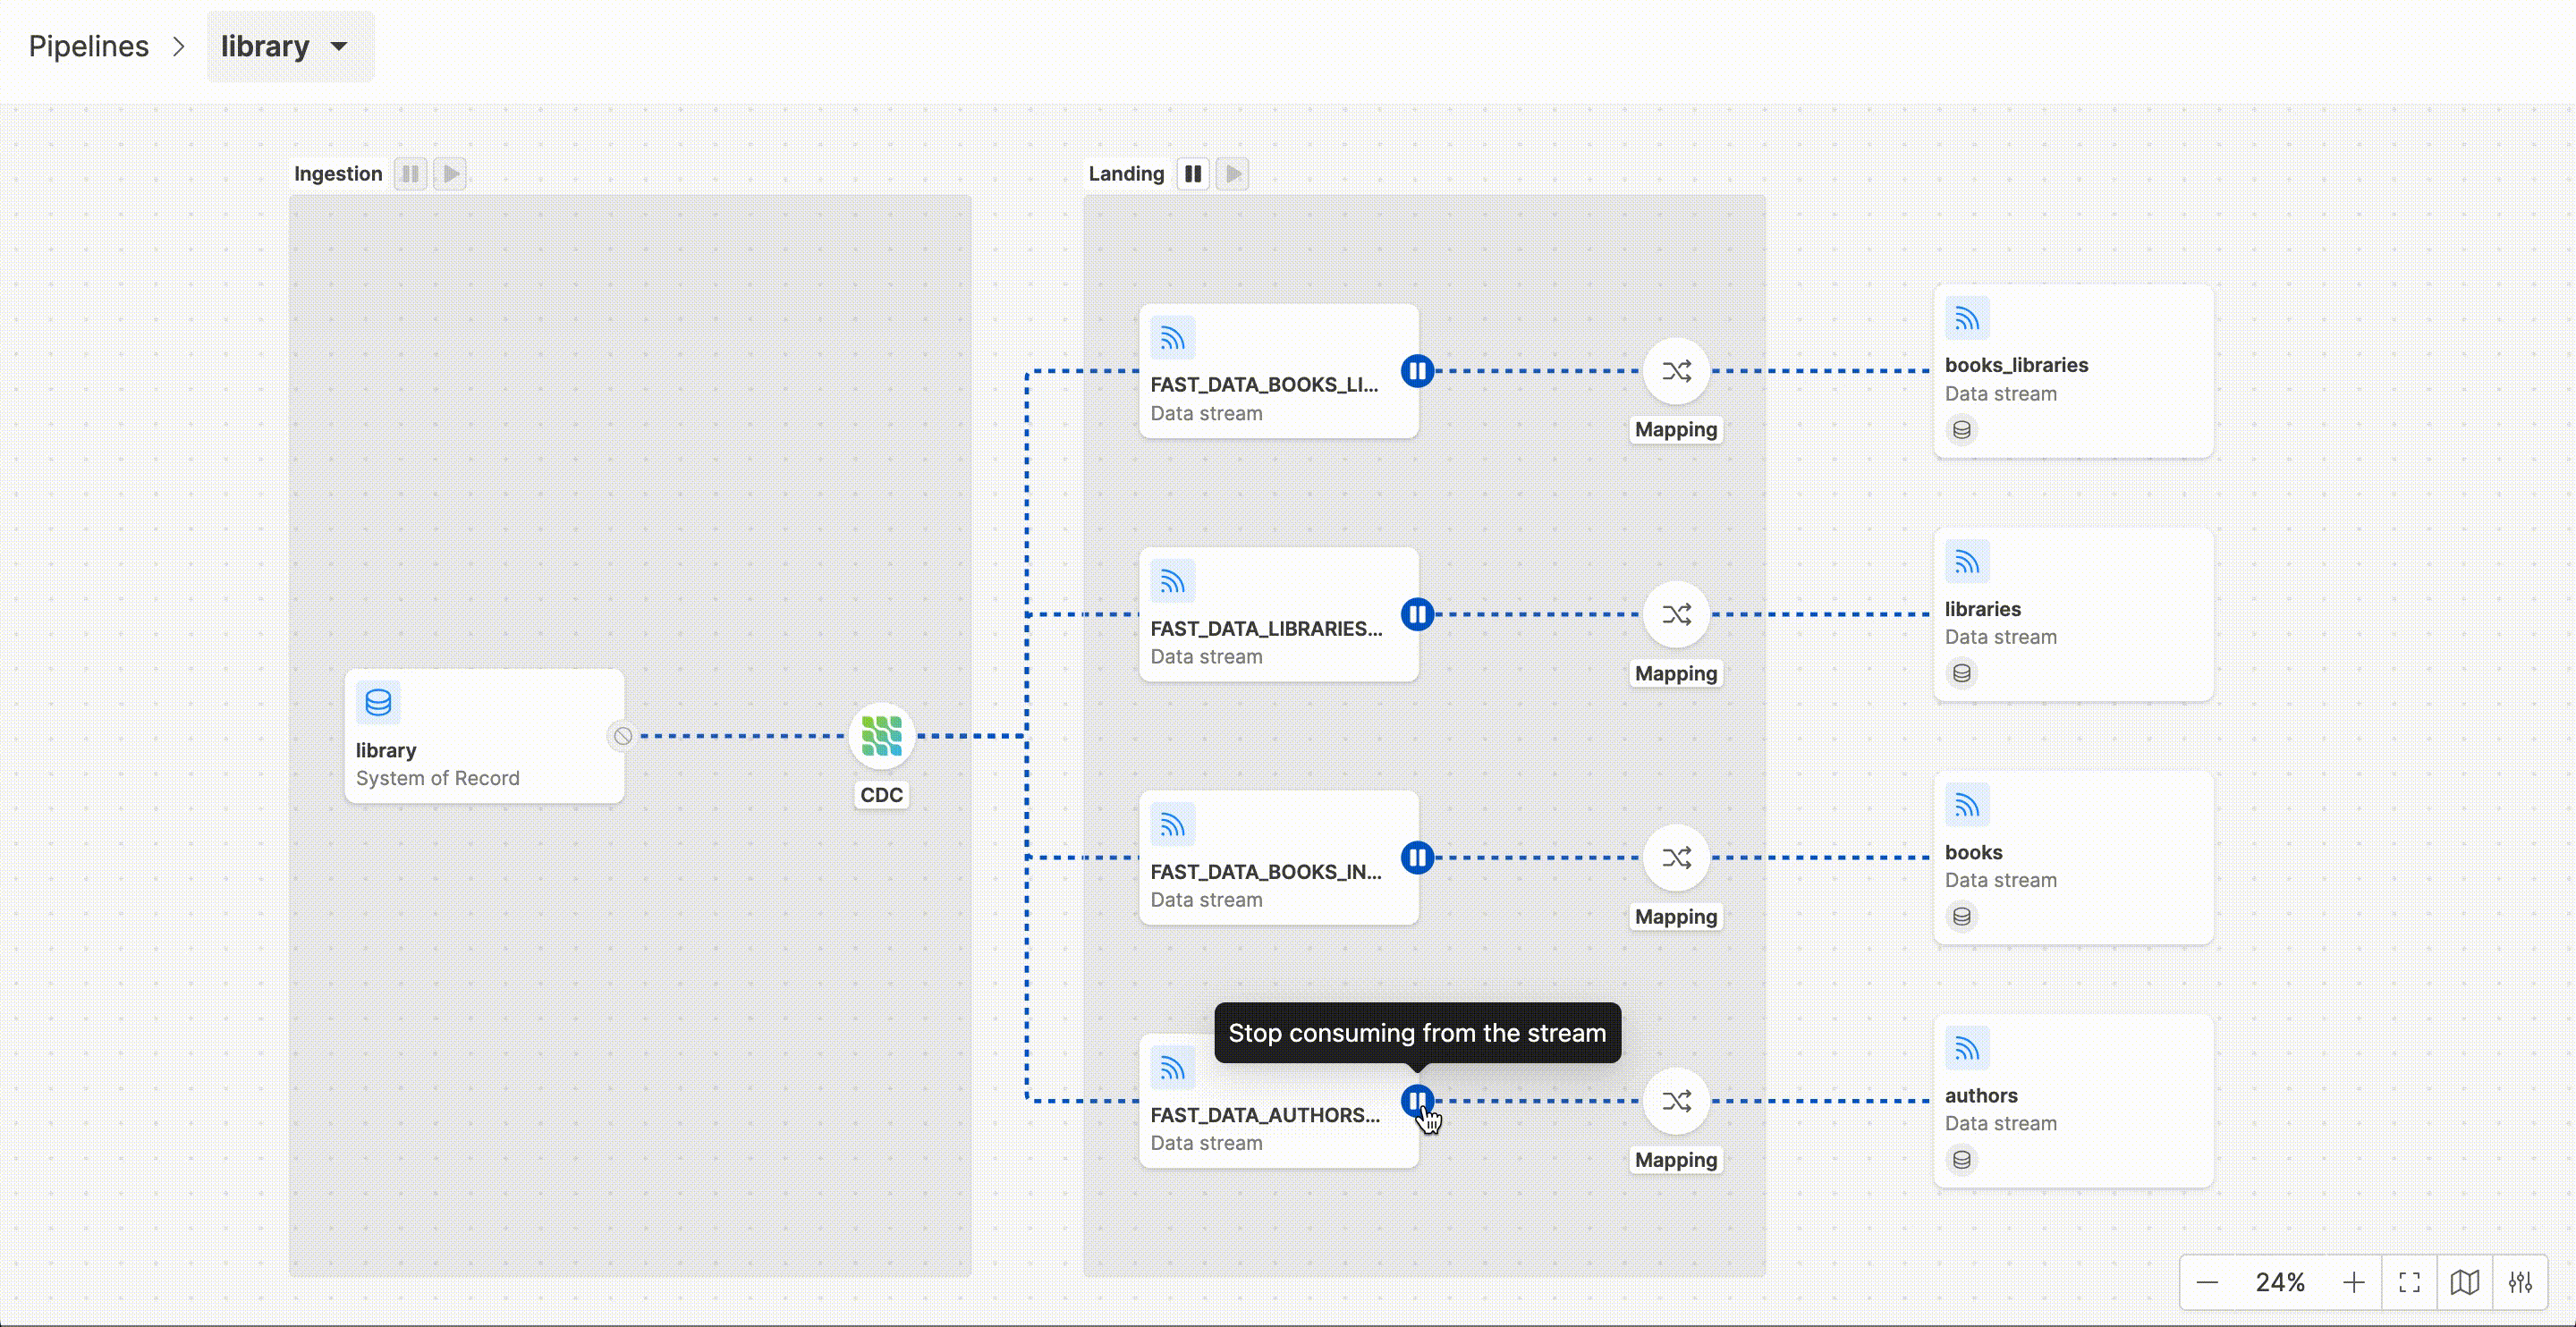 Pipelines > library
Ingestion
Landing
library
System of Record
CDC
FAST_DATA_BOOKS_LI...
Data stream
Mapping
books_libraries
Data stream
FAST_DATA_LIBRARIES...
Data stream
Mapping
libraries
Data stream
FAST_DATA_BOOKS_IN...
Data stream
Mapping
books
Data stream
Stop consuming from the stream
FAST_DATA_AUTHORS...
Data stream
Mapping
authors
Data stream
24%